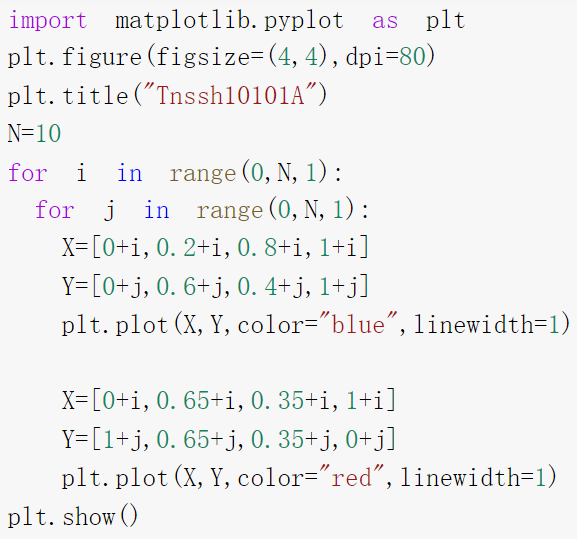 import matplotlib.pyplot as plt
plt.figure(figsize=(4,4),dpi=80)
plt.title("Tnssh10101A")
N=10
for i in range(0,N,1):
  for j in range(0,N,1):
    X=[0+i,0.2+i,0.8+i,1+i]
    Y=[0+j,0.6+j,0.4+j,1+j]
    plt.plot(X,Y,color="blue",linewidth=1)
    X=[0+i,0.65+i,0.35+i,1+i]
    Y=[1+j,0.65+j,0.35+j,0+j]
    plt.plot(X,Y,color="red",linewidth=1)
plt.show()